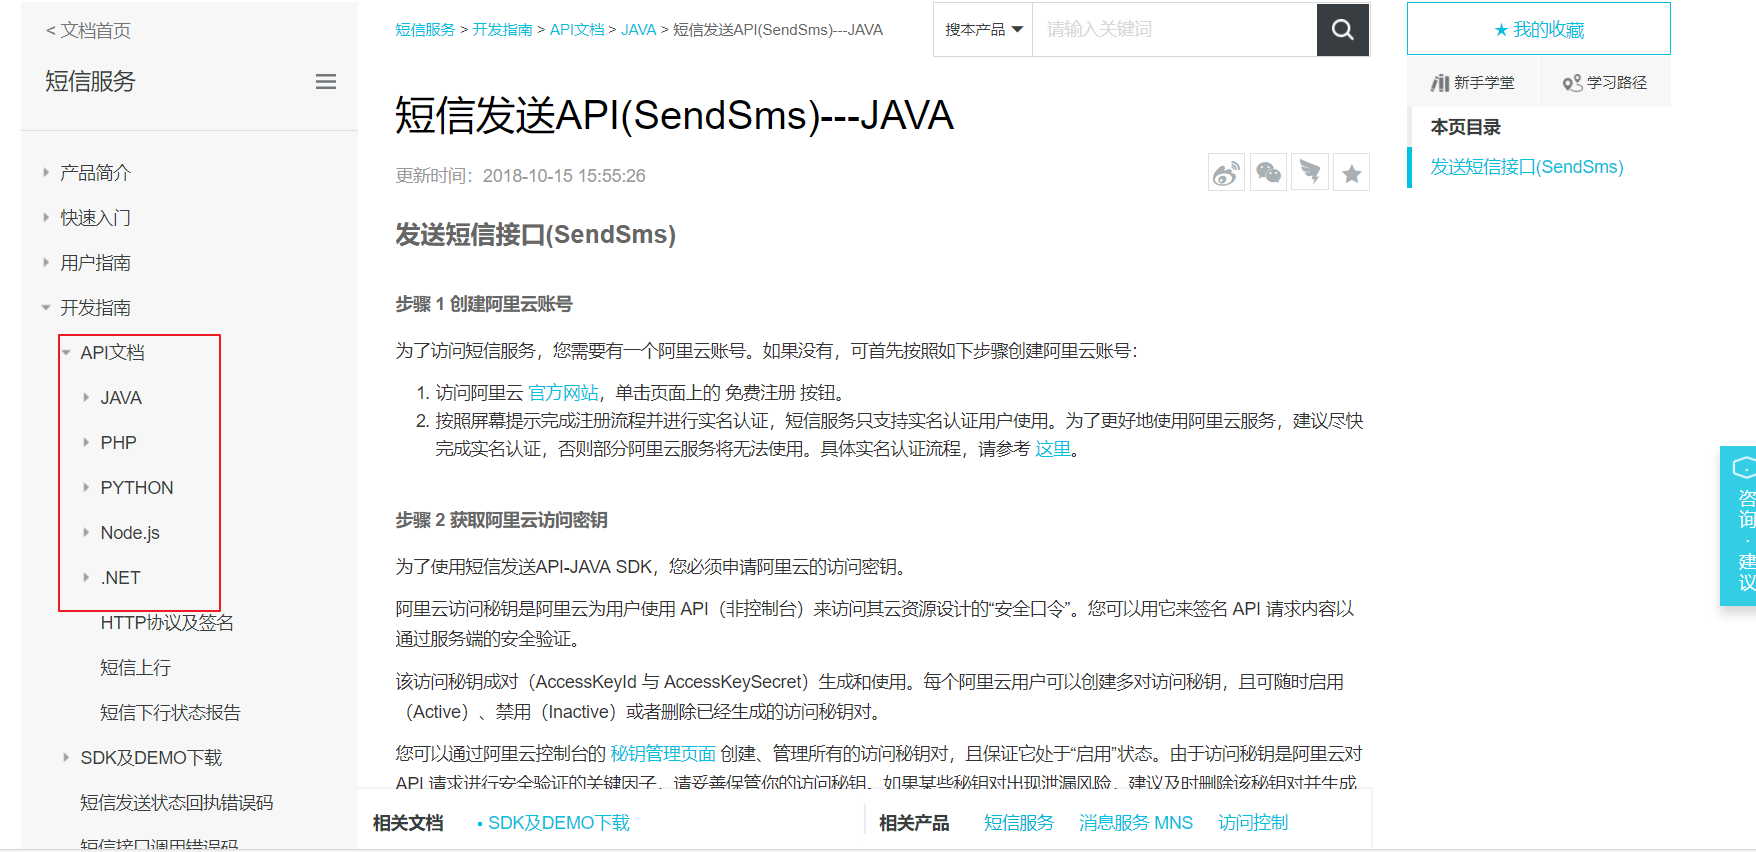 < 文档首页
短信服务
产品简介
快速入门
用户指南
开发指南
API文档
JAVA
PHP
PYTHON
Node.js
.NET
HTTP协议及签名
短信上行
短信下行状态报告
SDK及DEMO下载
短信发送状态回执错误码
短信接口调用错误码
短信服务 > 开发指南 > API文档 > JAVA > 短信发送API(SendSms)---JAVA
搜本产品
请输入关键词
短信发送API(SendSms)---JAVA
更新时间：2018-10-15 15:55:26
发送短信接口(SendSms)
步骤 1 创建阿里云账号
为了访问短信服务，您需要有一个阿里云账号。如果没有，可首先按照如下步骤创建阿里云账号：
1. 访问阿里云 官方网站，单击页面上的 免费注册 按钮。
2. 按照屏幕提示完成注册流程并进行实名认证，短信服务只支持实名认证用户使用。为了更好地使用阿里云服务，建议尽快
完成实名认证，否则部分阿里云服务将无法使用。具体实名认证流程，请参考 这里。
步骤 2 获取阿里云访问密钥
为了使用短信发送API-JAVA SDK，您必须申请阿里云的访问密钥。
阿里云访问秘钥是阿里云为用户使用 API（非控制台）来访问其云资源设计的“安全口令”。您可以用它来签名 API 请求内容以
通过服务端的安全验证。
该访问秘钥成对（AccessKeyId 与 AccessKeySecret）生成和使用。每个阿里云用户可以创建多对访问秘钥，且可随时启用
（Active）、禁用（Inactive）或者删除已经生成的访问秘钥对。
您可以通过阿里云控制台的 秘钥管理页面 创建、管理所有的访问秘钥对，且保证它处于“启用”状态。由于访问秘钥是阿里云对
API 请求进行安全验证的关键因子，请妥善保管你的访问秘钥。如果某些秘钥对出现泄漏风险，建议及时删除该秘钥对并生成
相关文档
SDK及DEMO下载
相关产品
短信服务
消息服务 MNS
访问控制
★ 我的收藏
新手学堂
学习路径
本页目录
发送短信接口(SendSms)
咨询·建议